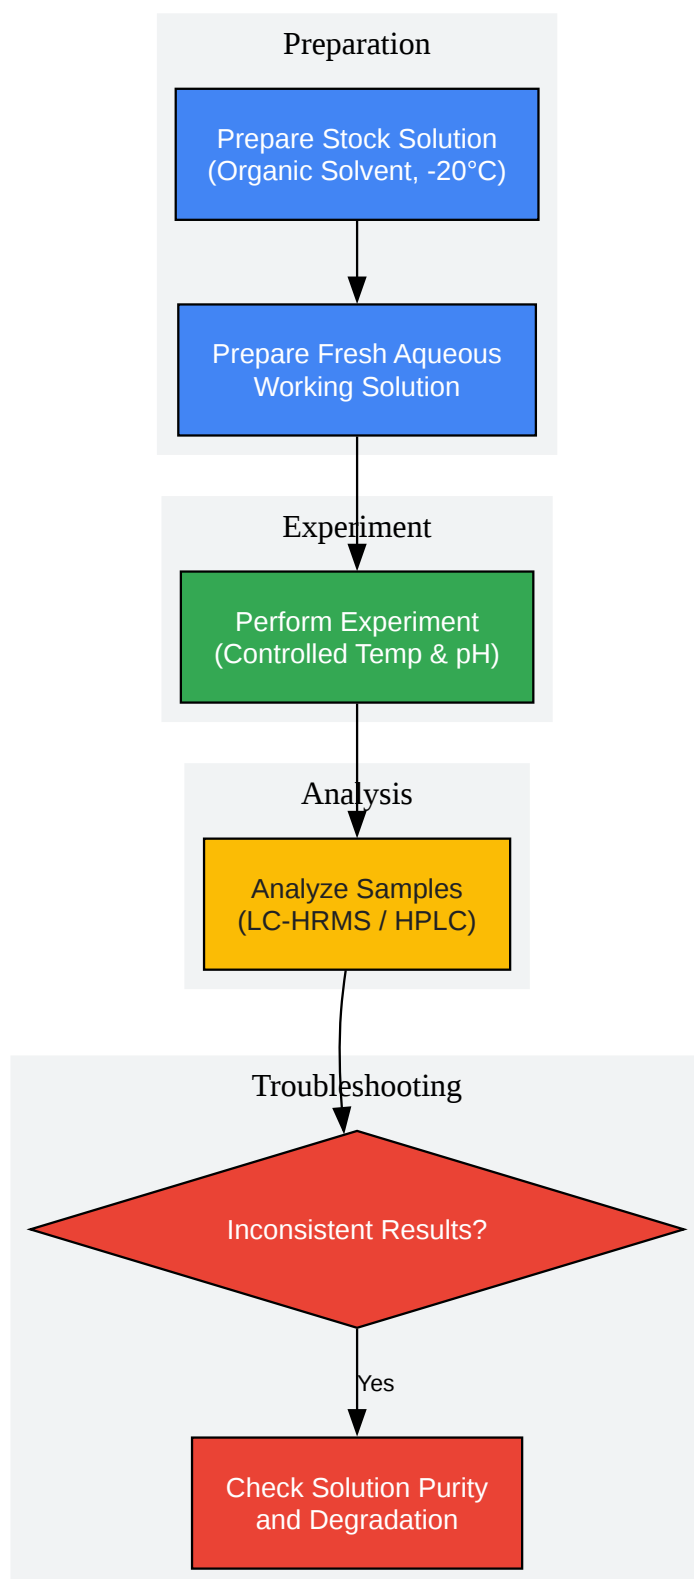 Preparation
Prepare Stock Solution
(Organic Solvent, -20°C)
Prepare Fresh Aqueous
Working Solution
Experiment
Perform Experiment
(Controlled Temp & pH)
Analysis
Analyze Samples
(LC-HRMS / HPLC)
Troubleshooting
Inconsistent Results?
Yes
Check Solution Purity
and Degradation